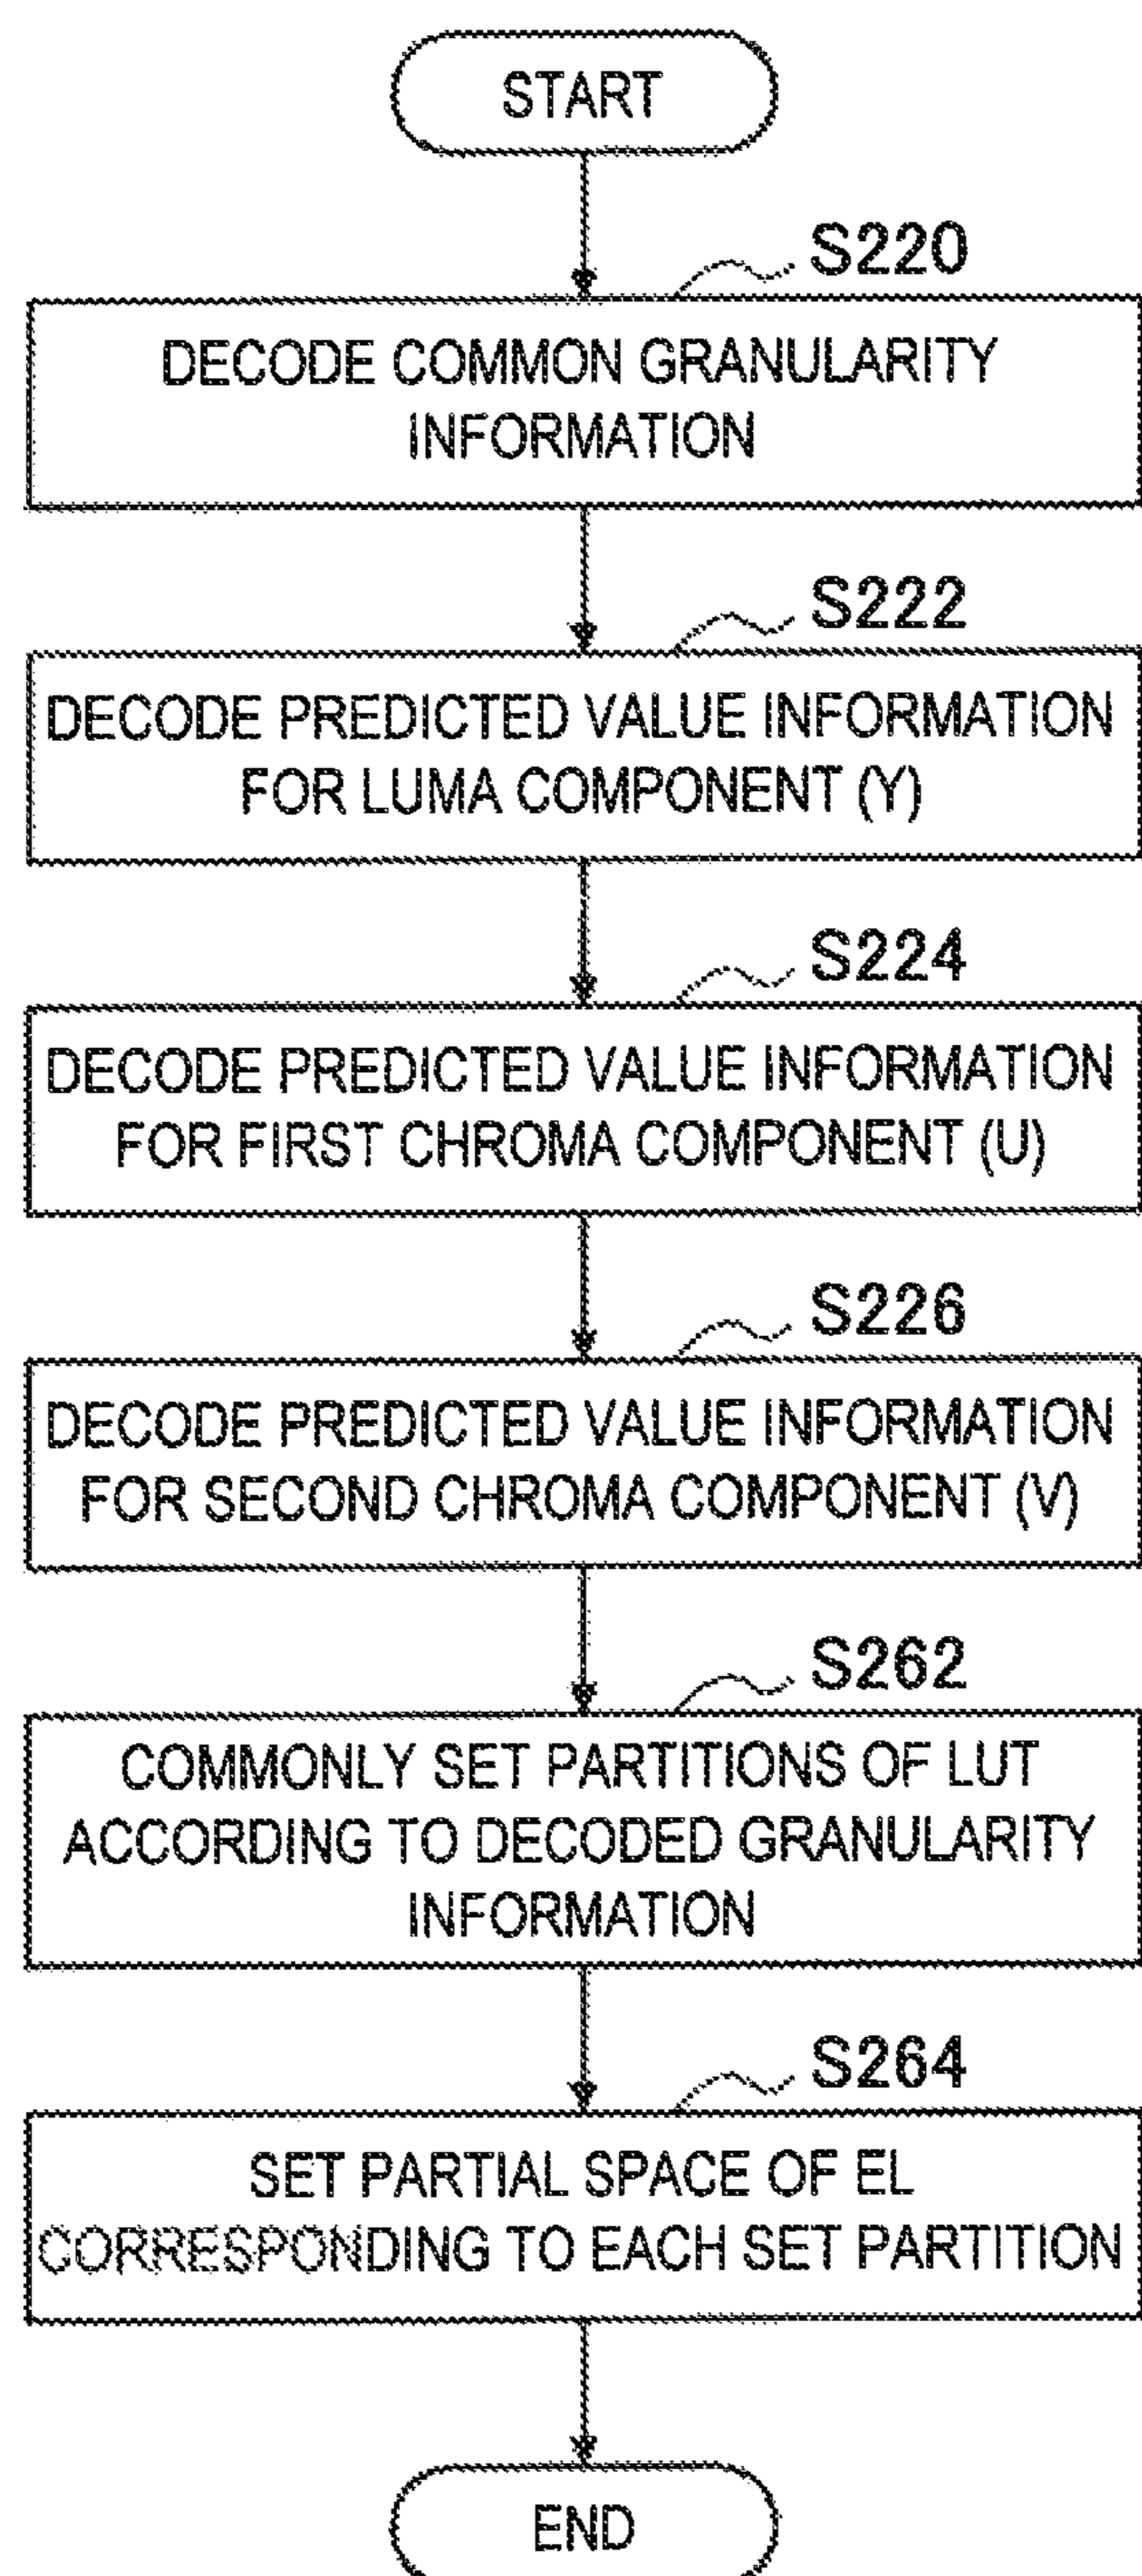 START
S220
DECODE COMMON GRANULARITY
INFORMATION
S222
DECODE PREDICTED VALUE INFORMATION
FOR LUMA COMPONENT (Y)
S224
DECODE PREDICTED VALUE INFORMATION
FOR FIRST CHROMA COMPONENT (U)
S226
DECODE PREDICTED VALUE INFORMATION
FOR SECOND CHROMA COMPONENT (V)
S262
COMMONLY SET PARTITIONS OF LUT
ACCORDING TO DECODED GRANULARITY
INFORMATION
S264
SET PARTIAL SPACE OF EL
CORRESPONDING TO EACH SET PARTITION
END